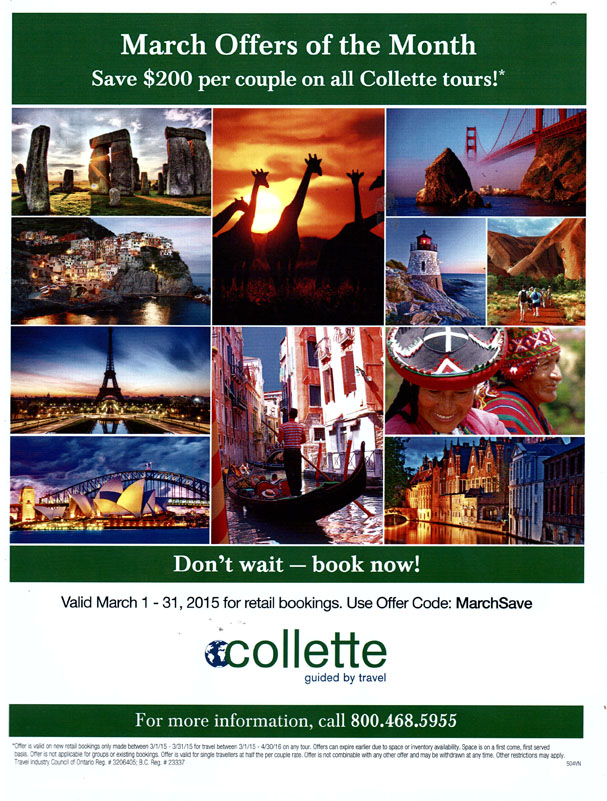 March Offers of the Month
Save $200 per couple on all Collette tours!*
Don't wait — book now!
Valid March 1 - 31, 2015 for retail bookings. Use Offer Code: MarchSave
collette
guided by travel
For more information, call 800.468.5955
*Offer is valid on new retail bookings only made between 3/1/15 - 3/31/15 for travel between 3/1/15 - 4/30/16 on any tour. Offers can expire earlier due to space or inventory availability. Space is on a first come, first served
basis. Offer is not applicable for groups or existing bookings. Offer is valid for single travellers at half the per couple rate. Offer is not combinable with any other offer and may be withdrawn at any time. Other restrictions may apply.
Travel Industry Council of Ontario Reg. # 3206405; B.C. Reg. # 23337
504VN